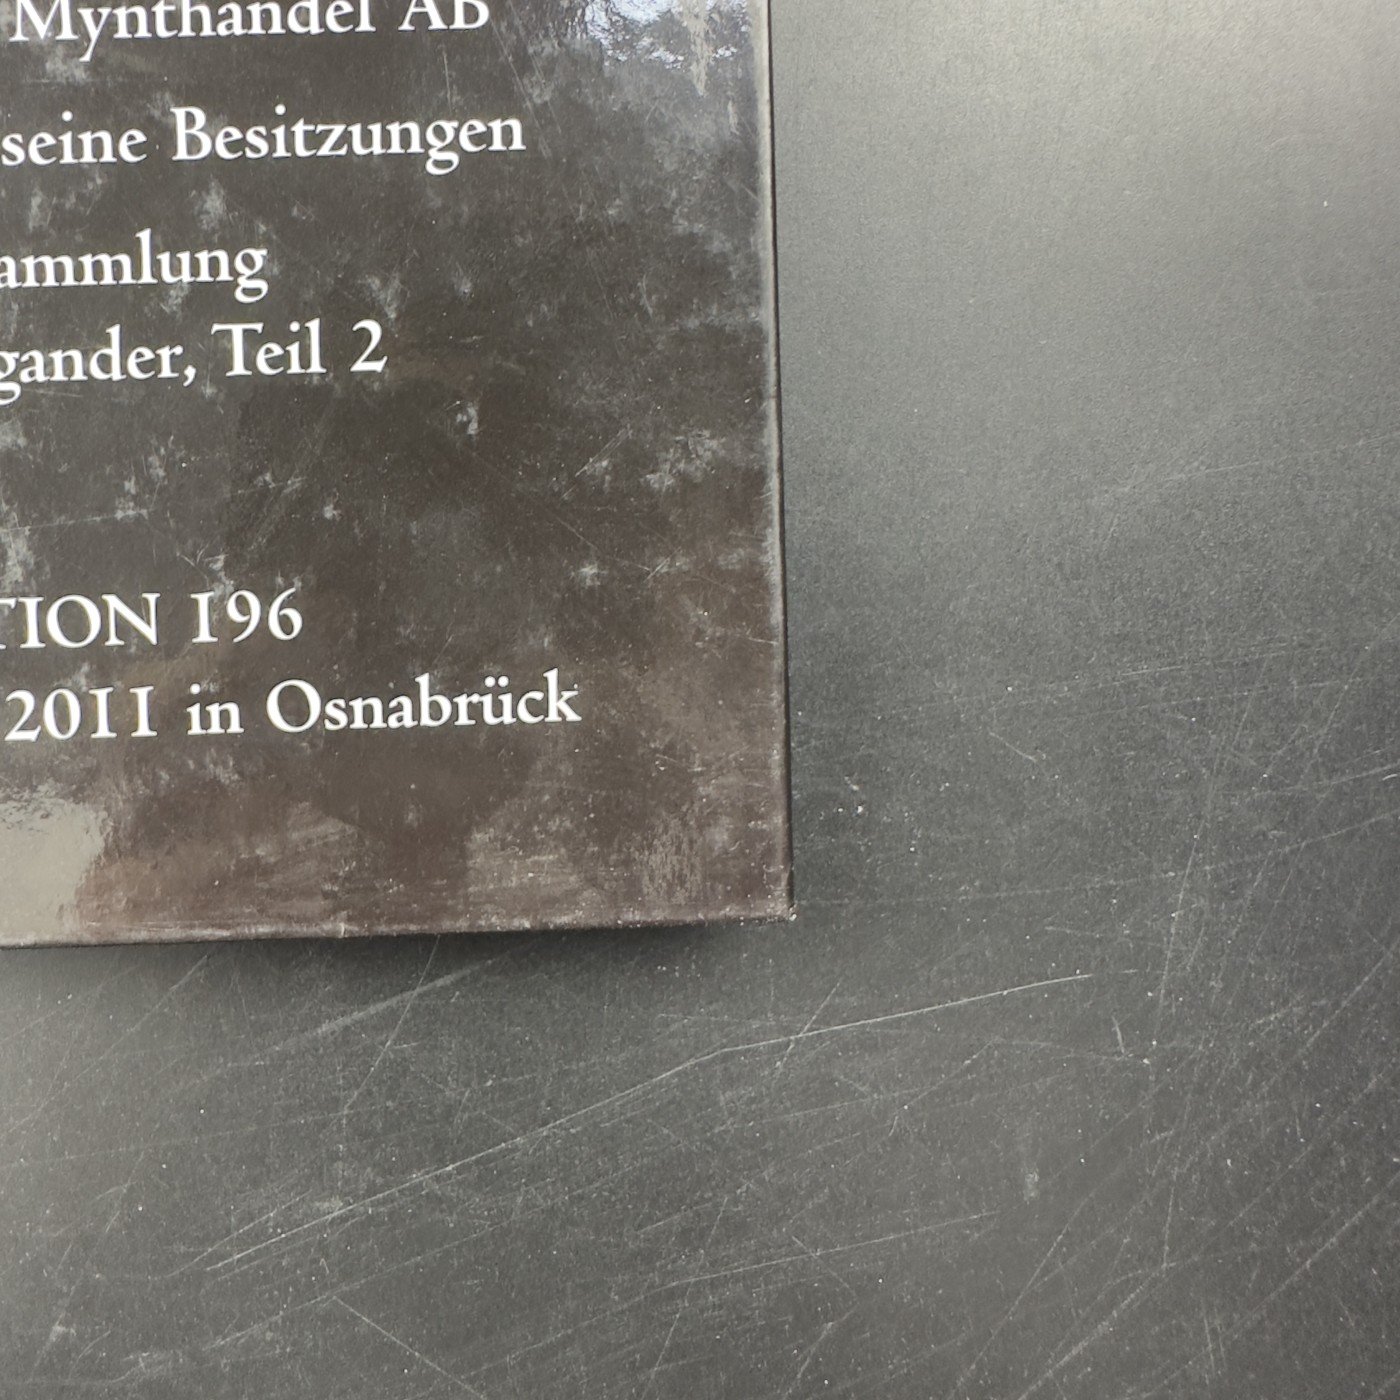 Mynthandel AB
seine Besitzungen
ammlung
gander, Teil 2
TION 196
2011 in Osnabrück